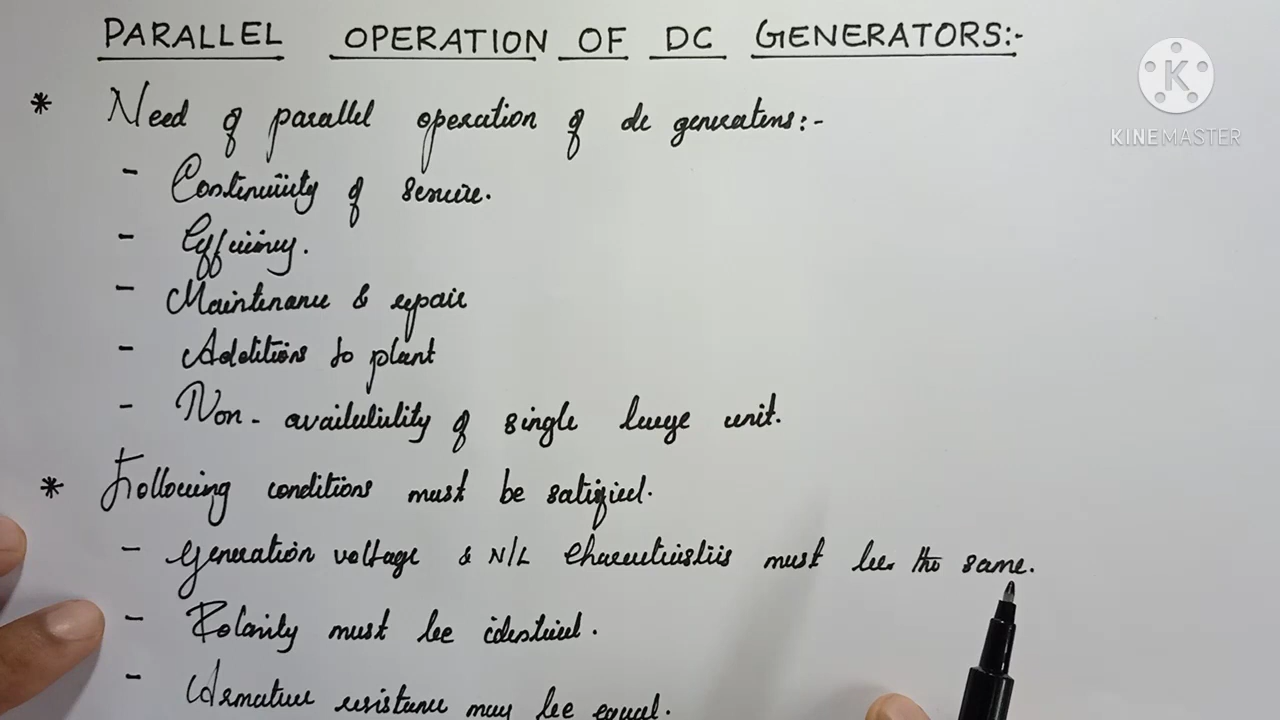 PARALLEL OPERATION OF DC GENERATORS:-
* Need of parallel operation of dc generators:-
- Continuity of service.
- Efficiency.
- Maintenance & repair
- Additions to plant
- Non-availability of single large unit.
* Following conditions must be satisfied.
- Generation voltage & N/L Characteristics must be the same.
- Polarity must be identical.
- Armature resistance may be equal.
K
KINEMASTER